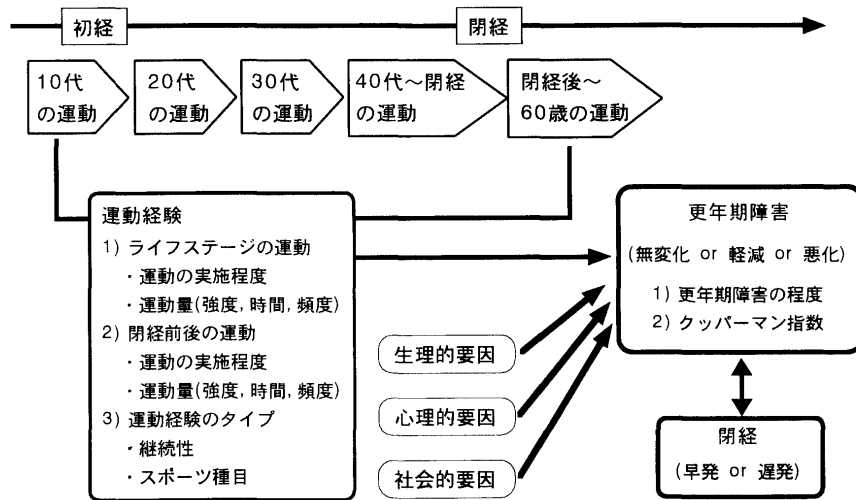 初経
閉経
10代
の運動
20代
の運動
30代
の運動
40代～閉経
の運動
閉経後～
60歳の運動
運動経験
1) ライフステージの運動
・運動の実施程度
・運動量(強度, 時間, 頻度)
2) 閉経前後の運動
・運動の実施程度
・運動量(強度, 時間, 頻度)
3) 運動経験のタイプ
・継続性
・スポーツ種目
生理的要因
心理的要因
社会的要因
更年期障害
(無変化 or 軽減 or 悪化)
1) 更年期障害の程度
2) クッパーマン指数
閉経
(早発 or 遅発)